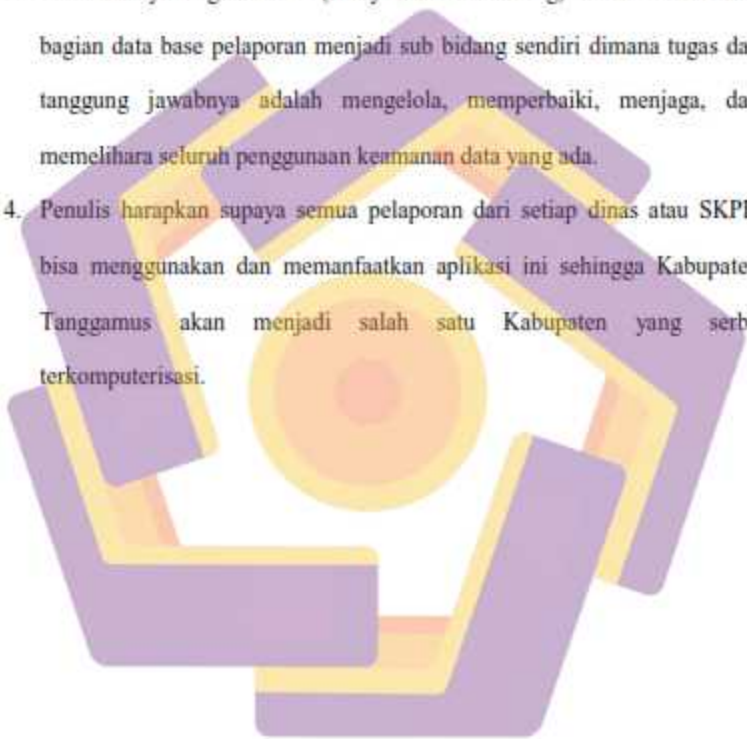 bagian data base pelaporan menjadi sub bidang sendiri dimana tugas da
tanggung jawabnya adalah mengelola, memperbaiki, menjaga, da
memelihara seluruh penggunaan keamanan data yang ada.
4. Penulis harapkan supaya semua pelaporan dari setiap dinas atau SKP
bisa menggunakan dan memanfaatkan aplikasi ini sehingga Kabupate
Tanggamus akan menjadi salah satu Kabupaten yang serb
terkomputerisasi.